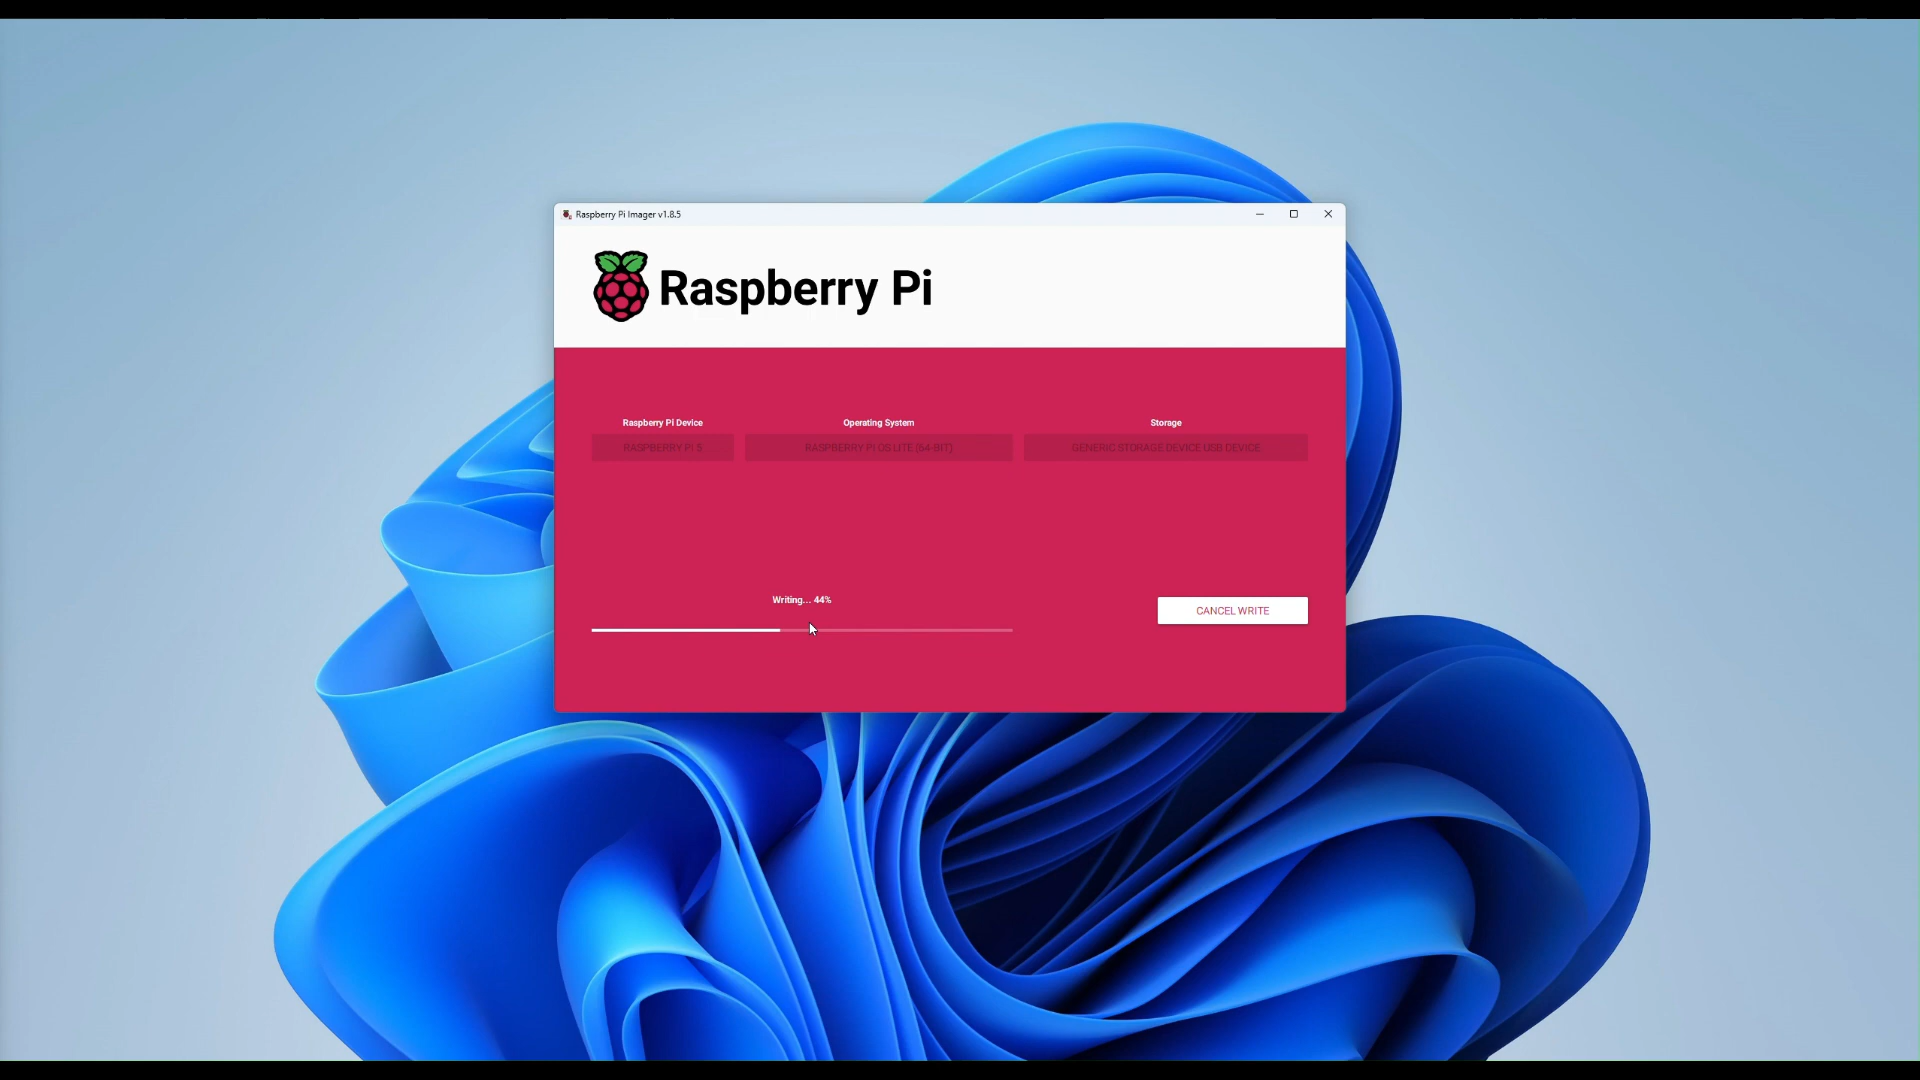 Raspberry Pi Imager v1.8.5
Raspberry Pi
Raspberry Pi Device
Operating System
Storage
RASPBERRY PI 5
RASPBERRY PI OS LITE (64-BIT)
GENERIC STORAGE DEVICE USB DEVICE
Writing... 44%
CANCEL WRITE